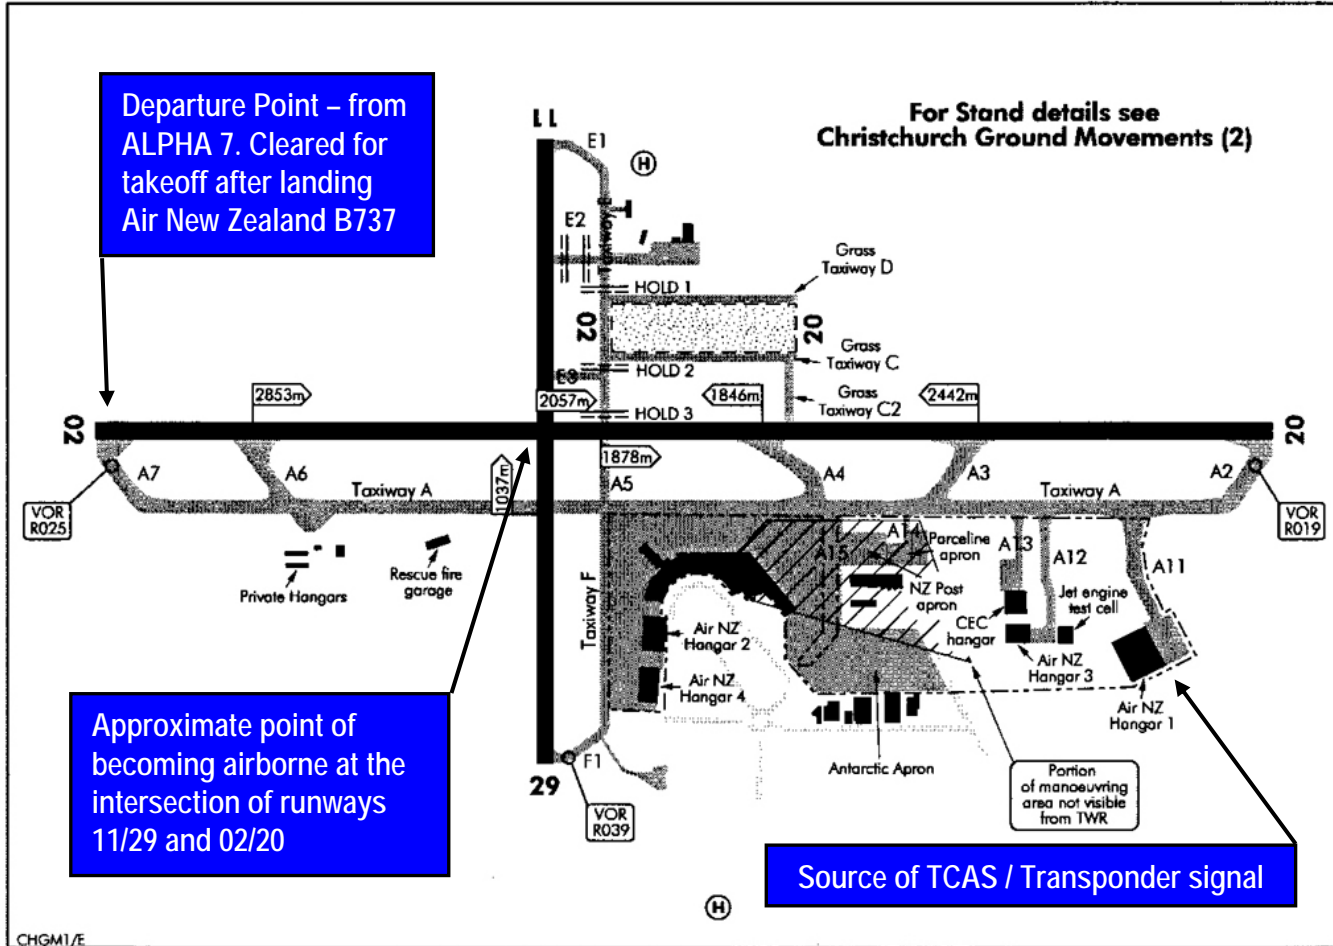 Departure Point – from
ALPHA 7. Cleared for
takeoff after landing
Air New Zealand B737
For Stand details see
Christchurch Ground Movements (2)
11
E1
H
E2
Taxiway E
Grass
Taxiway D
HOLD 1
02
20
Grass
Taxiway C
HOLD 2
E3
2853m
2057m
1846m
Grass
Taxiway C2
2442m
HOLD 3
02
20
1037m
1878m
A7
A6
A5
A4
A3
A2
Taxiway A
Taxiway A
VOR
R025
VOR
R019
Private Hangars
Rescue fire
garage
Taxiway F
A15
A14
Parceline
apron
A13
A12
A11
NZ Post
apron
Jet engine
test cell
CEC
hangar
Air NZ
Hangar 2
Air NZ
Hangar 3
Air NZ
Hangar 4
Air NZ
Hangar 1
Approximate point of
becoming airborne at the
intersection of runways
11/29 and 02/20
29
F1
VOR
R039
Antarctic Apron
Portion
of manoeuvring
area not visible
from TWR
Source of TCAS / Transponder signal
H
CHGM1/E